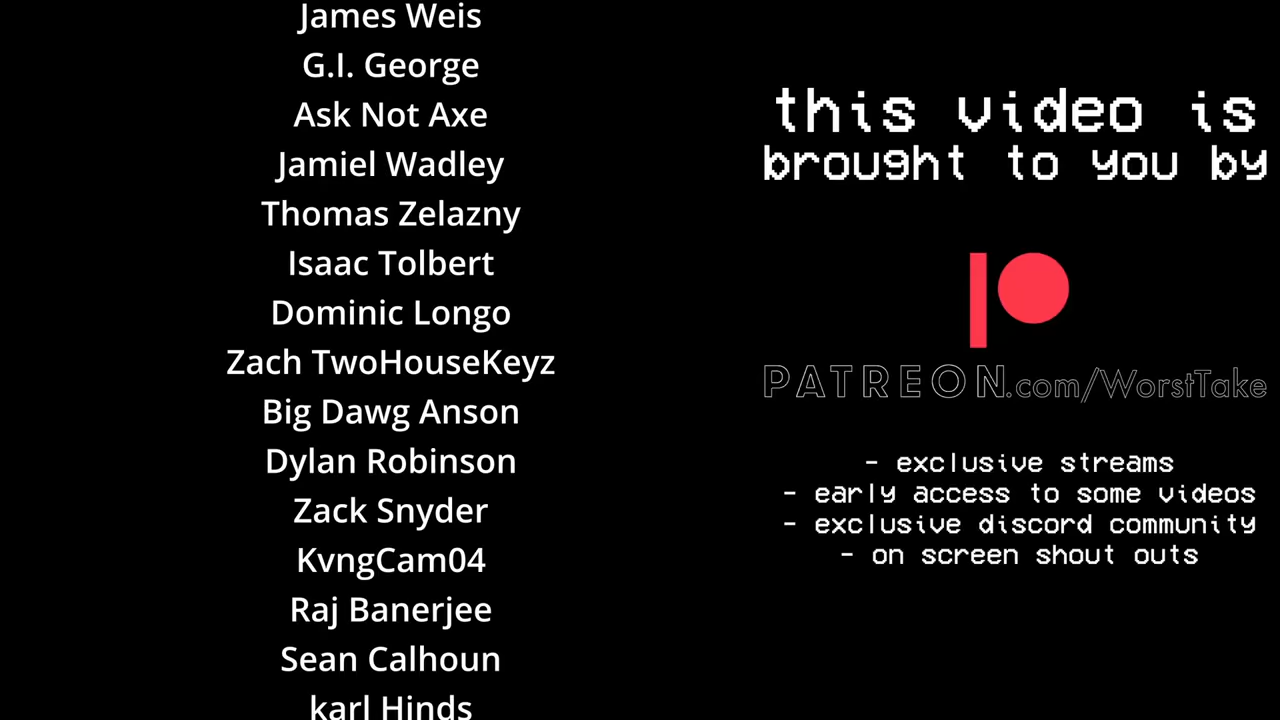 James Weis
G.I. George
Ask Not Axe
Jamiel Wadley
Thomas Zelazny
Isaac Tolbert
Dominic Longo
Zach TwoHouseKeyz
Big Dawg Anson
Dylan Robinson
Zack Snyder
KvngCam04
Raj Banerjee
Sean Calhoun
karl Hinds
this video is
brought to you by
PATREON.com/WorstTake
- exclusive streams
- early access to some videos
- exclusive discord community
- on screen shout outs